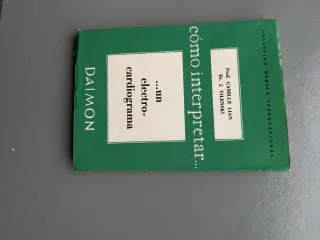 COLECCION MEDICA INTERNACIONAL
Prof. CAMILLE LIAN
Dr. J. VILENSKI
cómo interpretar...
...un
electro-
cardiograma
DAIMON